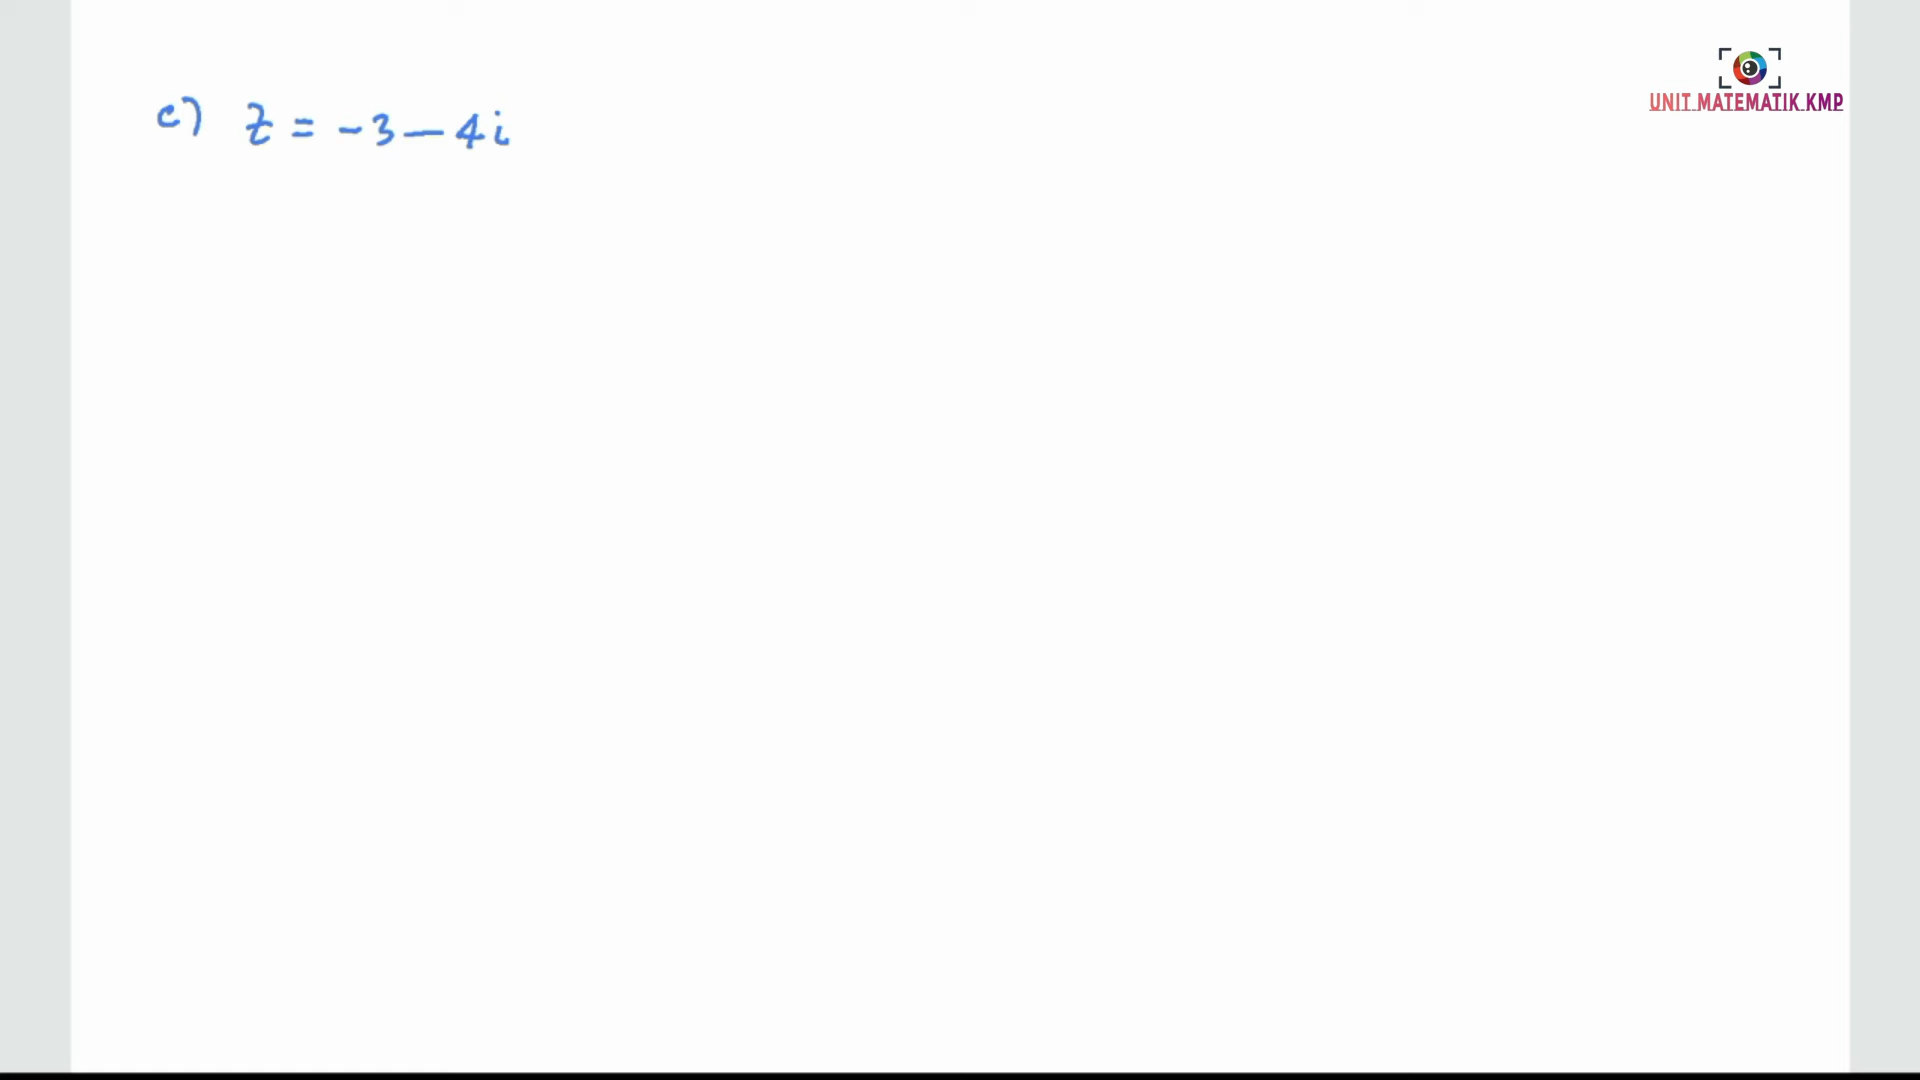 c) z = -3 - 4i
UNIT MATEMATIK KMP